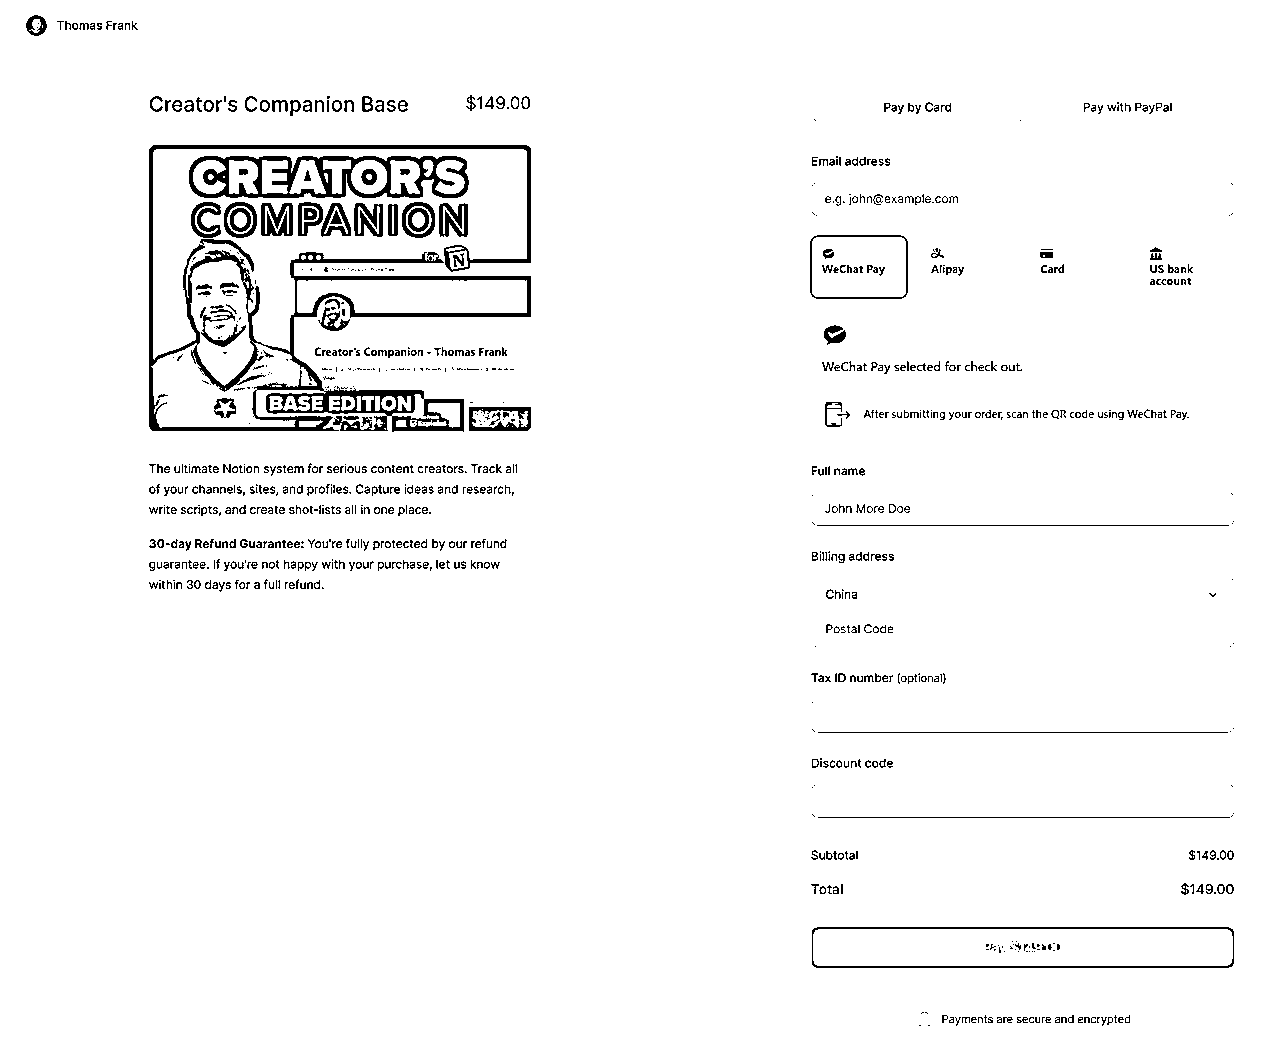 Thomas Frank
Creator's Companion Base
$149.00
CREATOR'S
COMPANION
for N
Creator's Companion - Thomas Frank
BASE EDITION
The ultimate Notion system for serious content creators. Track all
of your channels, sites, and profiles. Capture ideas and research,
write scripts, and create shot-lists all in one place.
30-day Refund Guarantee: You're fully protected by our refund
guarantee. If you're not happy with your purchase, let us know
within 30 days for a full refund.
Pay by Card
Pay with PayPal
Email address
e.g. john@example.com
WeChat Pay
Alipay
Card
US bank
account
WeChat Pay selected for check out.
After submitting your order, scan the QR code using WeChat Pay.
Full name
John More Doe
Billing address
China
Postal Code
Tax ID number (optional)
Discount code
Subtotal
$149.00
Total
$149.00
Pay
Payments are secure and encrypted